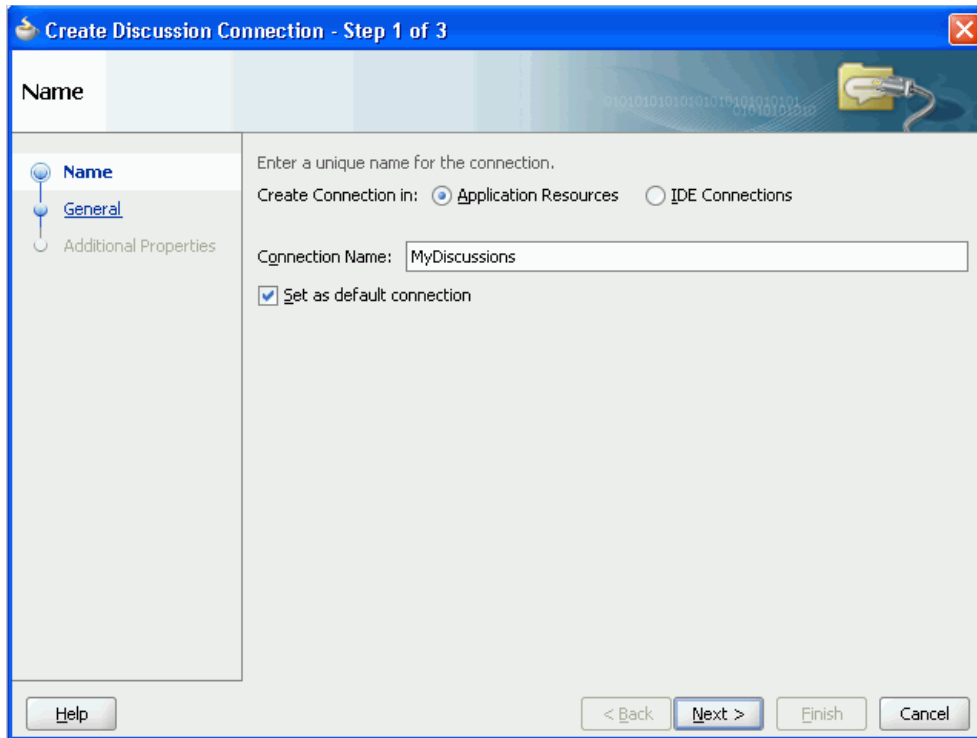 Create Discussion Connection - Step 1 of 3
Name
Name
General
Additional Properties
Enter a unique name for the connection.
Create Connection in: Application Resources IDE Connections
Connection Name: MyDiscussions
Set as default connection
Help < Back Next > Finish Cancel